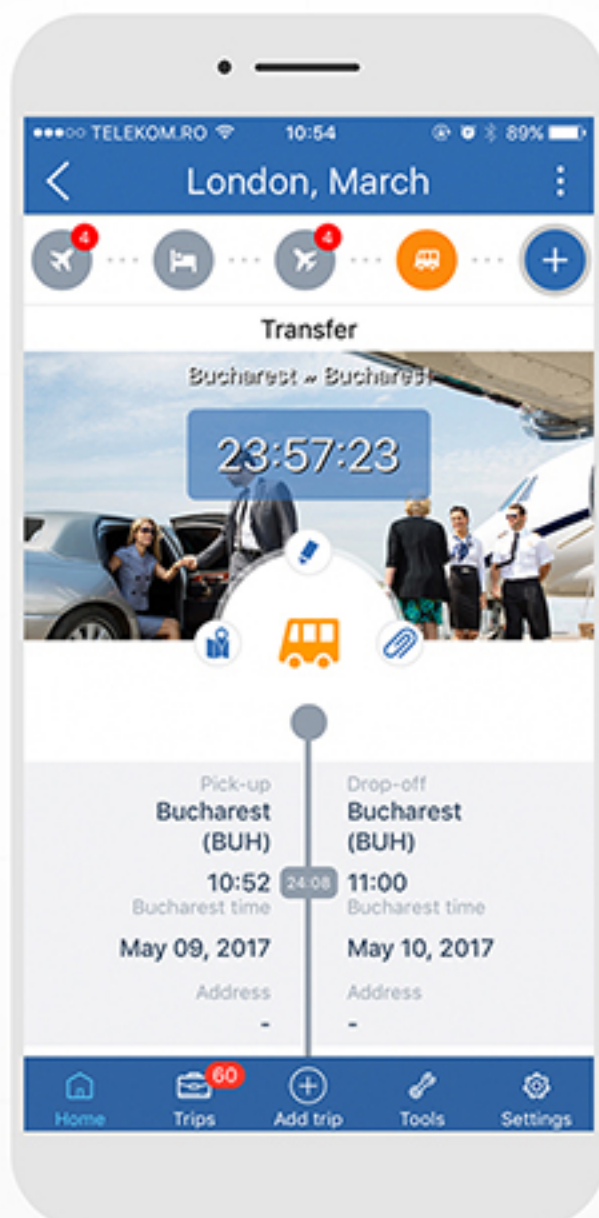 TELEKOM.RO 10:54 89%
London, March
4 4
Transfer
Bucharest - Bucharest
23:57:23
Pick-up Drop-off
Bucharest Bucharest
(BUH) (BUH)
10:52 24:08 11:00
Bucharest time Bucharest time
May 09, 2017 May 10, 2017
Address Address
- -
60
Home Trips Add trip Tools Settings